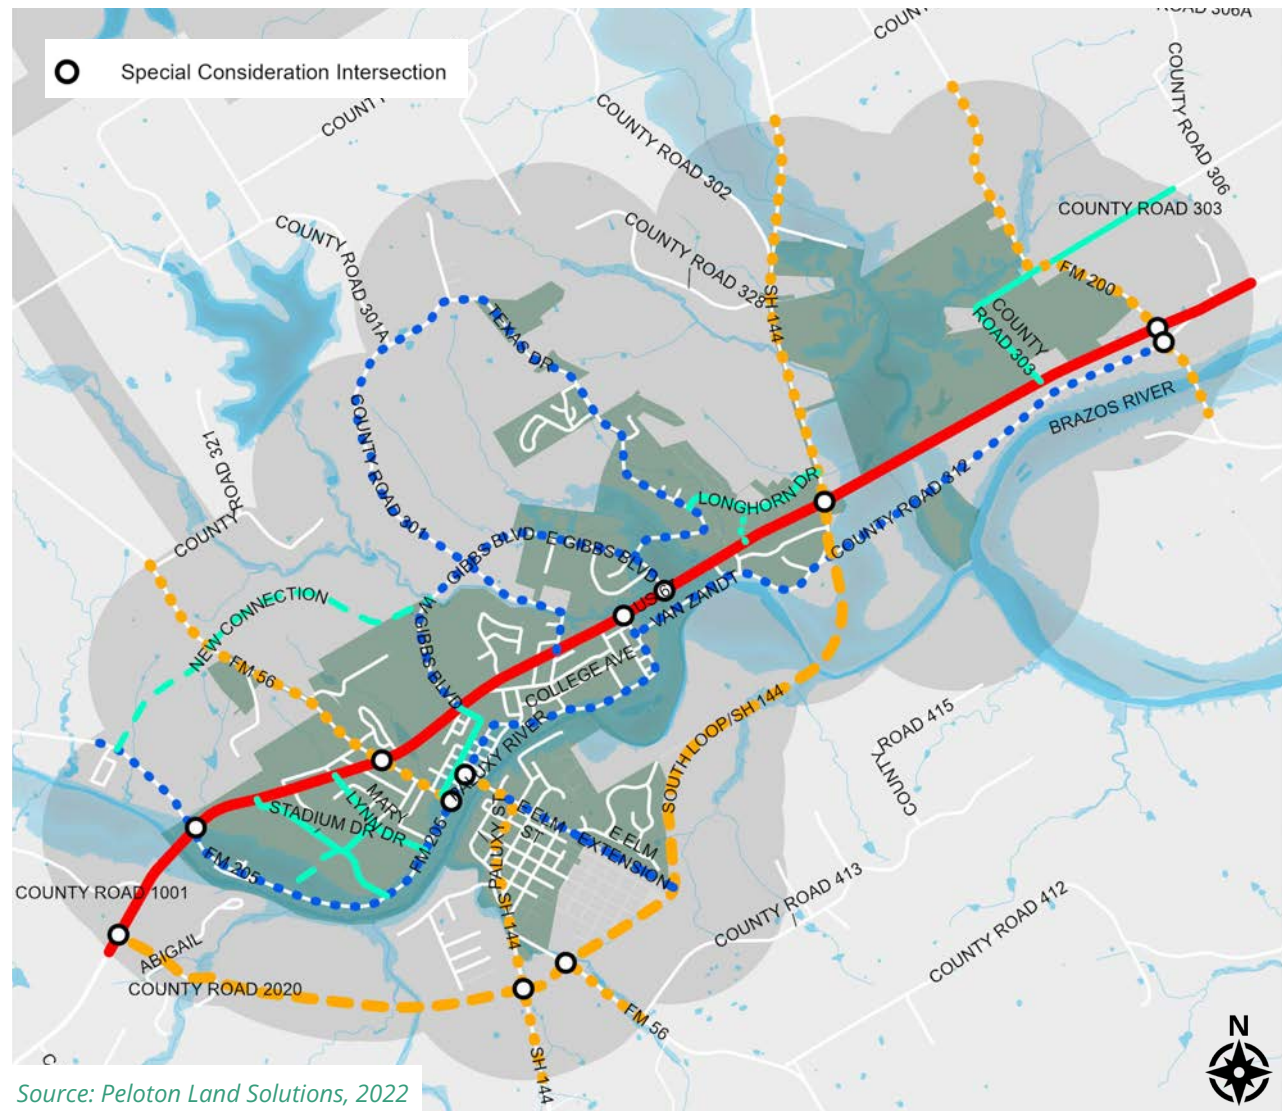 Special Consideration Intersection
COUNTY
ROAD 306A
COUNTY ROAD 306
COUNTY ROAD 302
COUNTY ROAD 303
COUNTY ROAD 328
COUNTY ROAD 301A
SH 144
FM 200
COUNTY
ROAD 303
TEXAS DR
BRAZOS RIVER
COUNTY ROAD 301
COUNTY
ROAD 321
LONGHORN DR
COUNTY ROAD 312
GIBBS BLVD
E GIBBS BLVD
NEW CONNECTION
W GIBBS BLVD
VAN ZANDT
FM 56
COLLEGE AVE
SOUTH LOOP/SH 144
COUNTY
ROAD 415
PALUXY RIVER
MARY
LYNN DR
STADIUM DR
FM 205
E ELM
ST
E ELM
EXTENSION
PALUXY ST
SH 144
FM 205
COUNTY ROAD 1001
COUNTY ROAD 413
COUNTY ROAD 412
ABIGAIL
COUNTY ROAD 2020
FM 56
SH 144
N
Source: Peloton Land Solutions, 2022